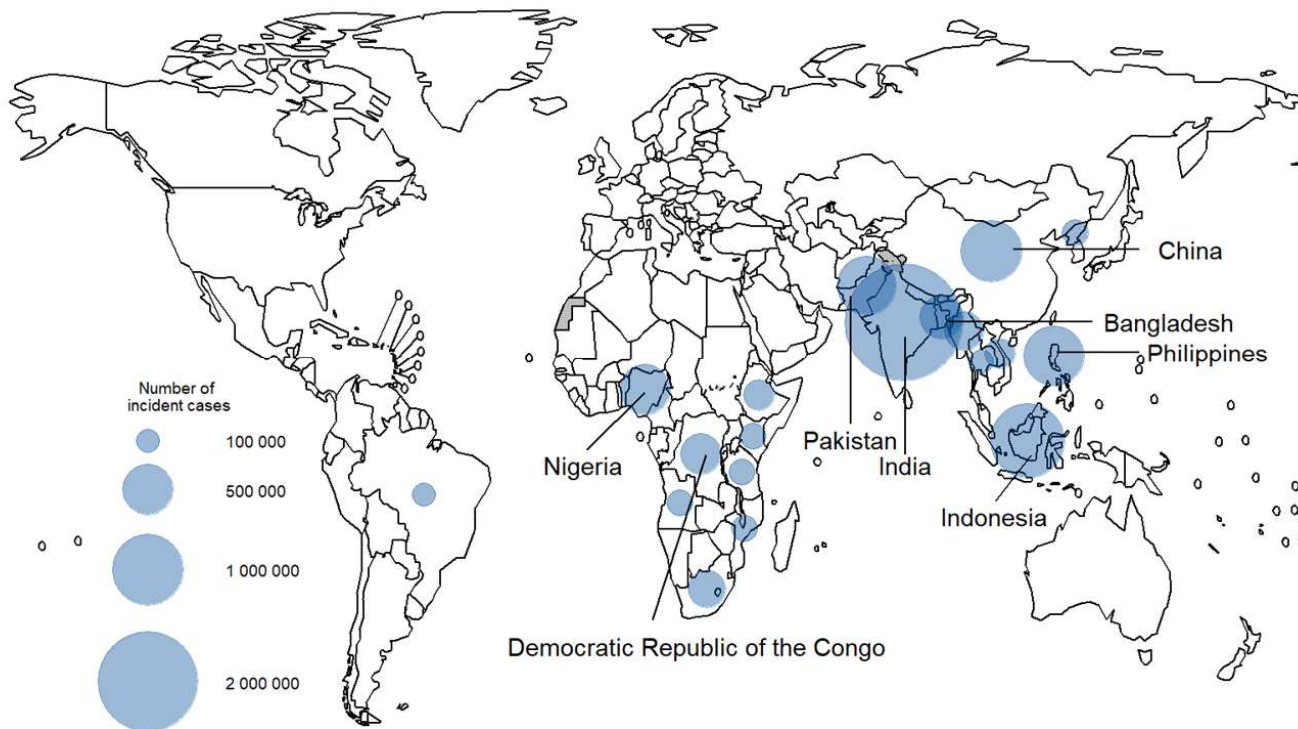 China
Bangladesh
Philippines
Number of
incident cases
100 000
Pakistan
India
Nigeria
500 000
Indonesia
1 000 000
Democratic Republic of the Congo
2 000 000